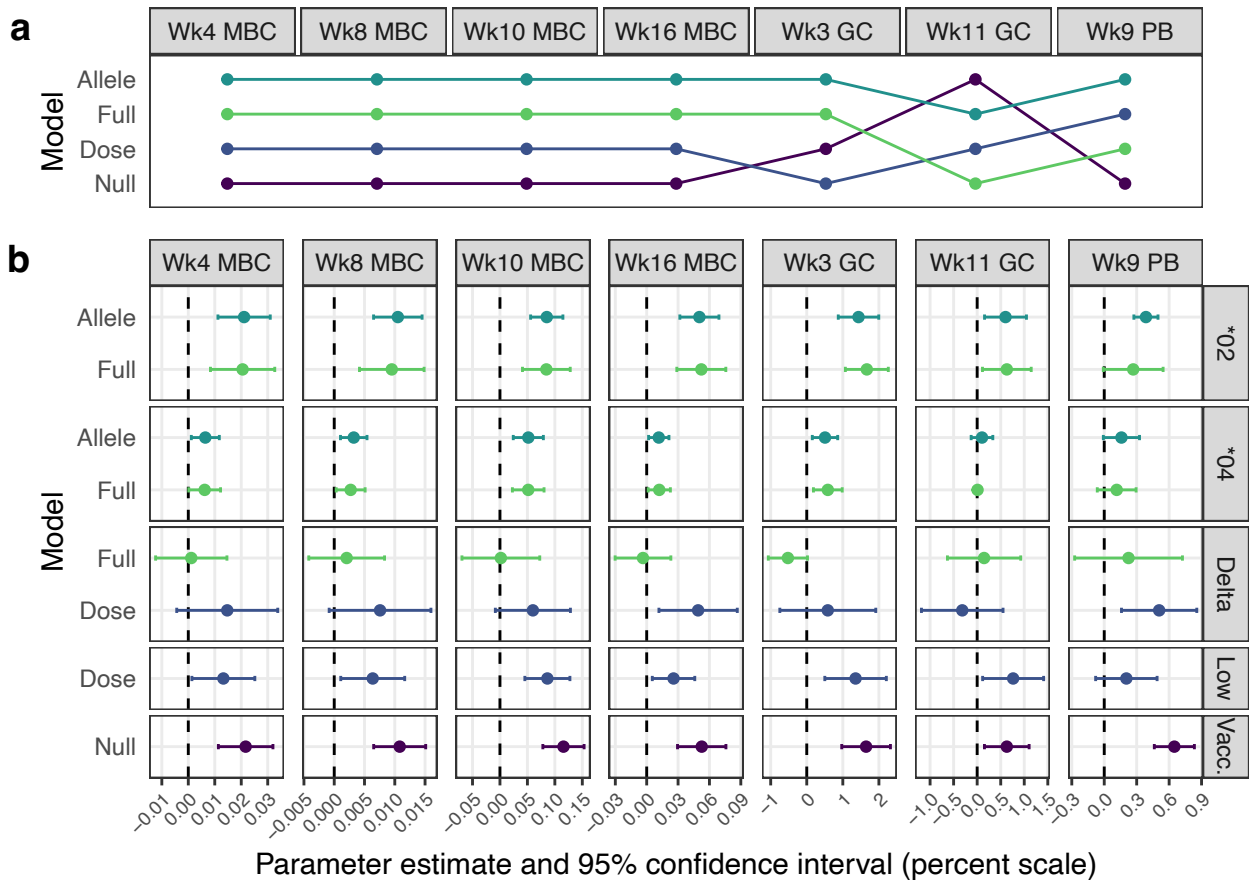 a
Wk4 MBC Wk8 MBC Wk10 MBC Wk16 MBC Wk3 GC Wk11 GC Wk9 PB
Model
Allele
Full
Dose
Null
b
Wk4 MBC Wk8 MBC Wk10 MBC Wk16 MBC Wk3 GC Wk11 GC Wk9 PB
Model
Allele
Full
*02
Allele
Full
*04
Full
Dose
Delta
Dose
Low
Null
Vacc.
−0.01 0.00 0.01 0.02 0.03 −0.005 0.000 0.005 0.010 0.015 0.000 0.005 0.010 0.015 −0.03 0.00 0.03 0.06 0.09 −1 0 1 2 −1.0 −0.5 0.0 0.5 1.0 1.5 −0.3 0.0 0.3 0.6 0.9
Parameter estimate and 95% confidence interval (percent scale)